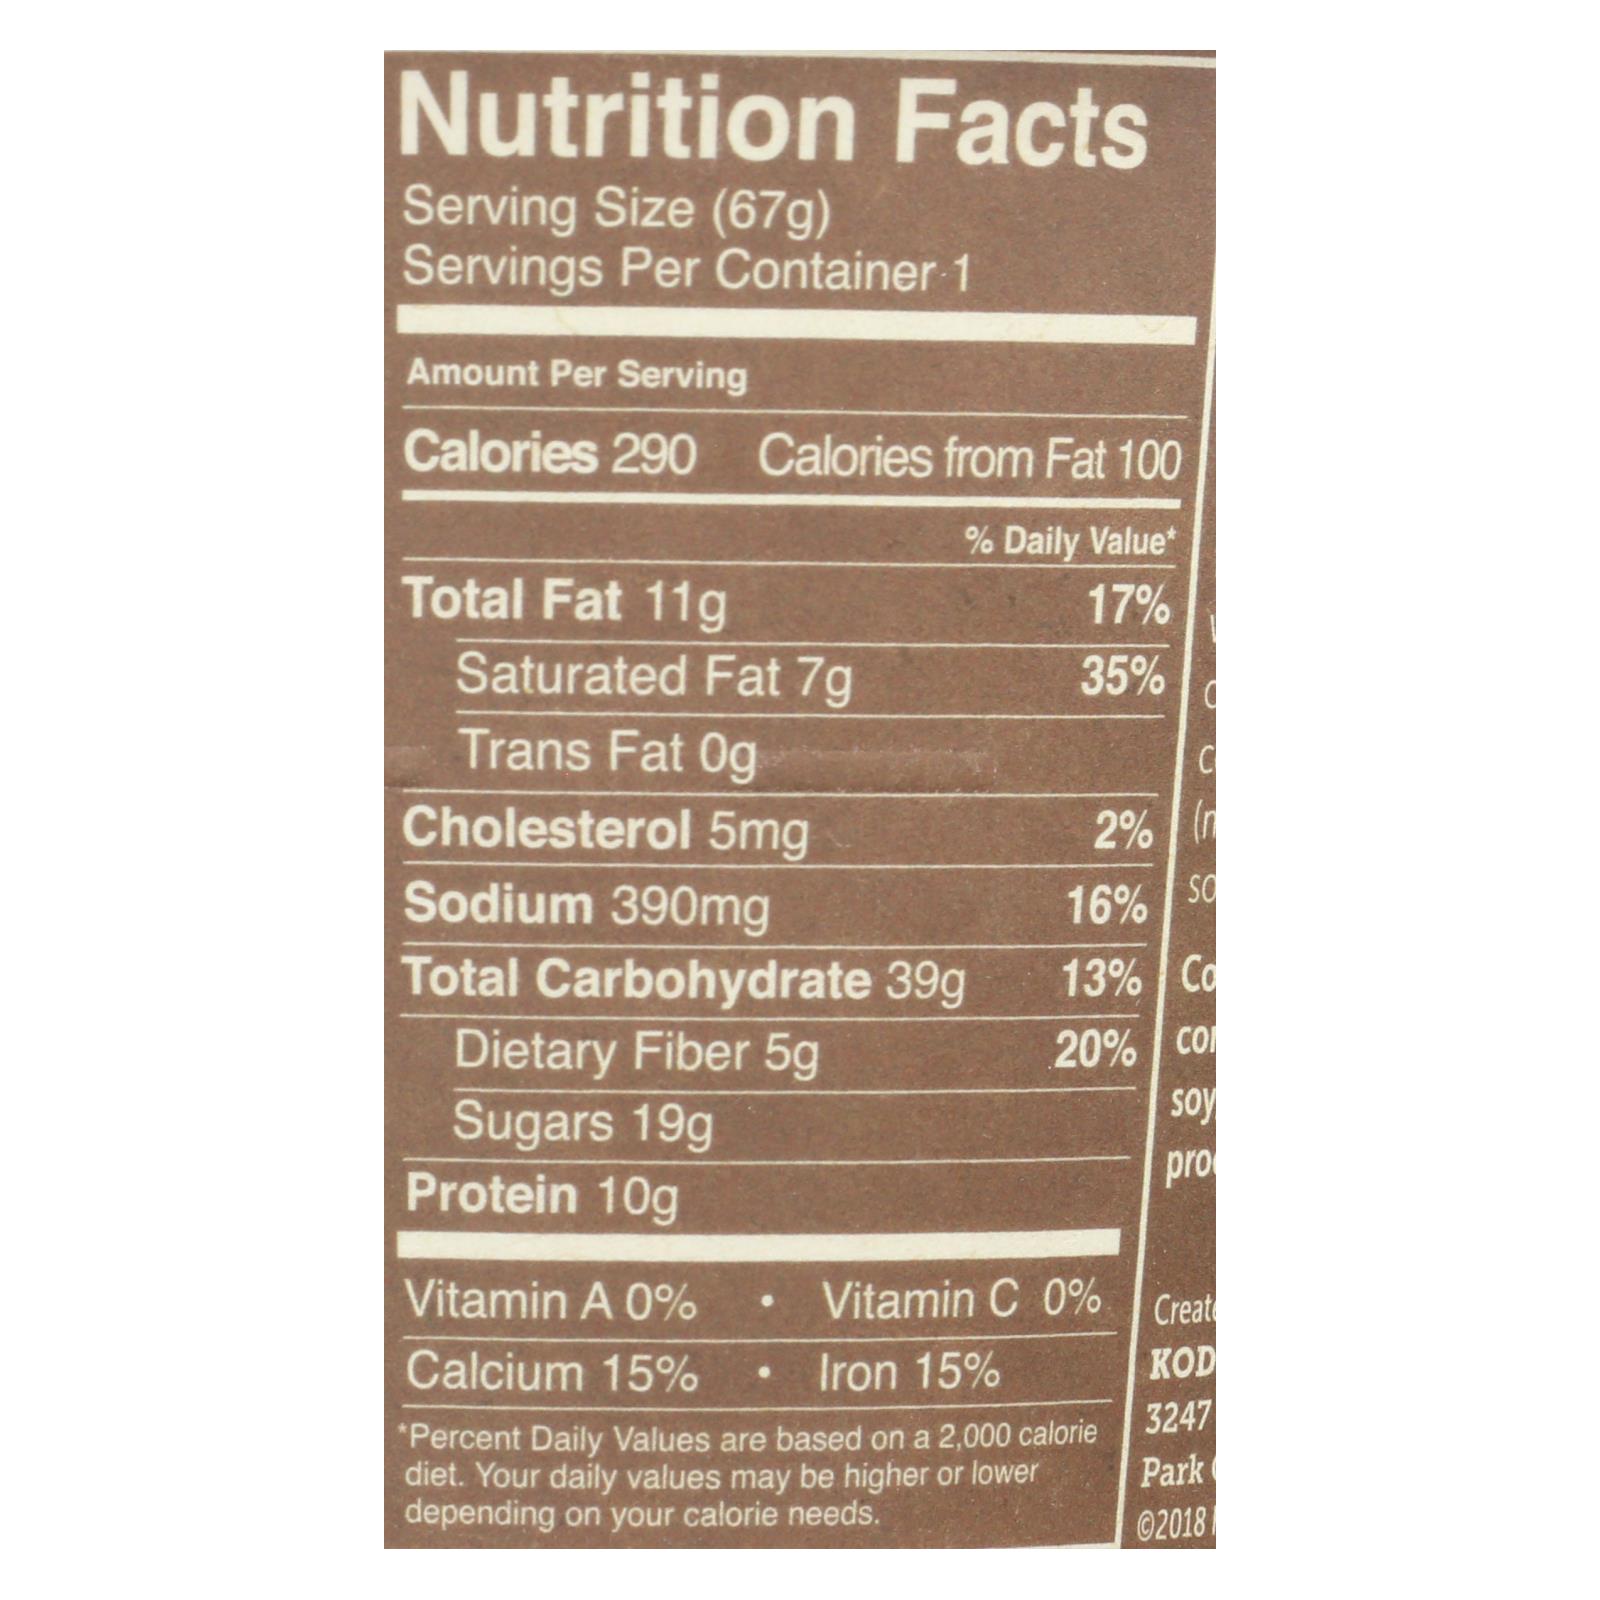 Nutrition Facts
Serving Size (67g)
Servings Per Container 1
Amount Per Serving
Calories 290 Calories from Fat 100
% Daily Value*
Total Fat 11g 17%
Saturated Fat 7g 35%
Trans Fat 0g
Cholesterol 5mg 2%
Sodium 390mg 16%
Total Carbohydrate 39g 13%
Dietary Fiber 5g 20%
Sugars 19g
Protein 10g
Vitamin A 0% • Vitamin C 0%
Calcium 15% • Iron 15%
*Percent Daily Values are based on a 2,000 calorie
diet. Your daily values may be higher or lower
depending on your calorie needs.
KOD
3247
Park
©2018